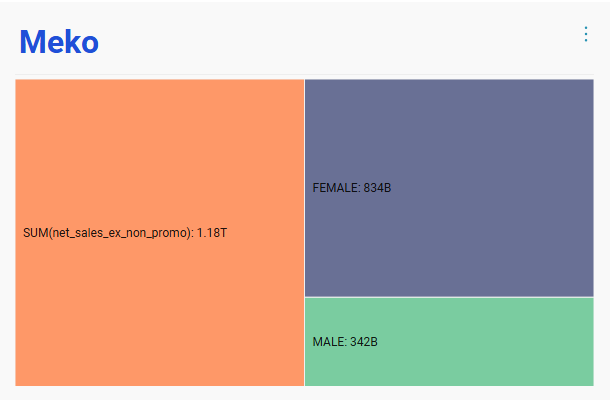 Meko
SUM(net_sales_ex_non_promo): 1.18T
FEMALE: 834B
MALE: 342B